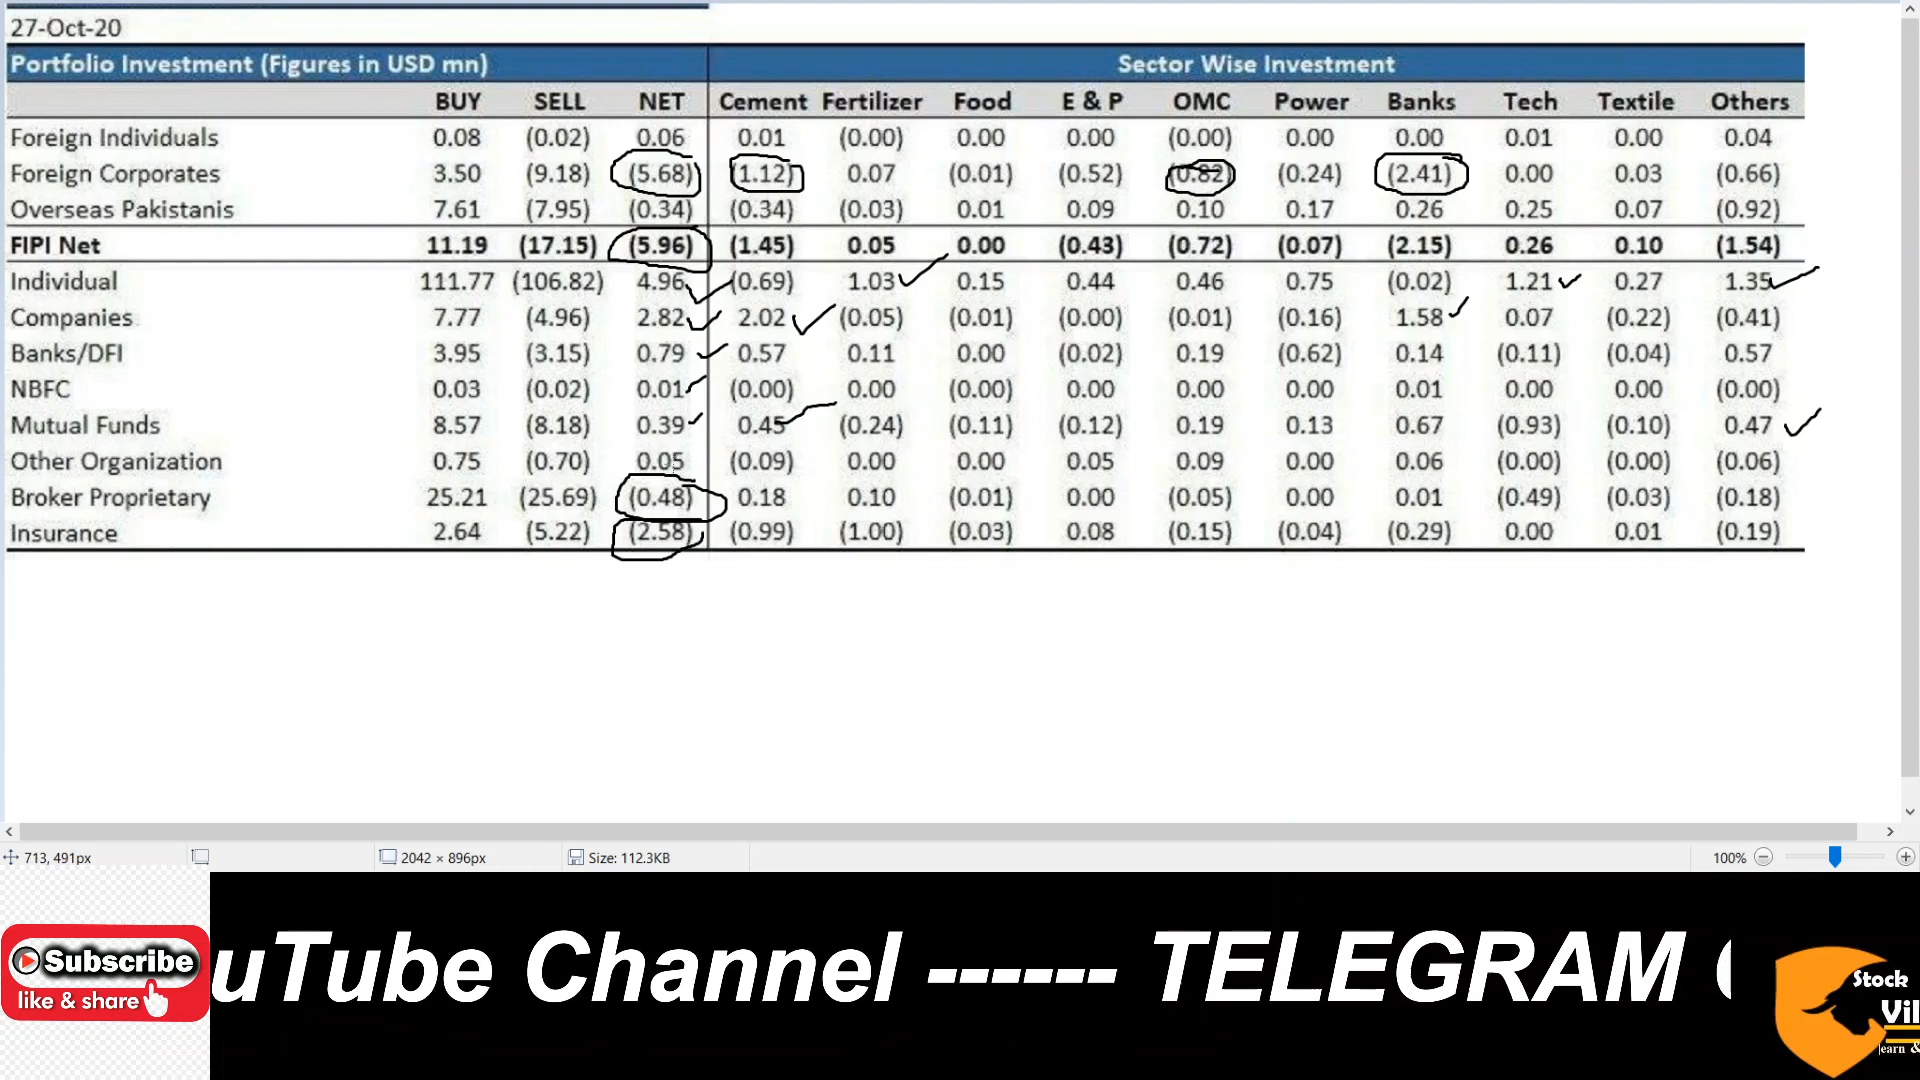 27-Oct-20
Portfolio Investment (Figures in USD mn) Sector Wise Investment
BUY SELL NET Cement Fertilizer Food E & P OMC Power Banks Tech Textile Others
Foreign Individuals 0.08 (0.02) 0.06 0.01 (0.00) 0.00 0.00 (0.00) 0.00 0.00 0.01 0.00 0.04
Foreign Corporates 3.50 (9.18) (5.68) (1.12) 0.07 (0.01) (0.52) (0.82) (0.24) (2.41) 0.00 0.03 (0.66)
Overseas Pakistanis 7.61 (7.95) (0.34) (0.34) (0.03) 0.01 0.09 0.10 0.17 0.26 0.25 0.07 (0.92)
FIPI Net 11.19 (17.15) (5.96) (1.45) 0.05 0.00 (0.43) (0.72) (0.07) (2.15) 0.26 0.10 (1.54)
Individual 111.77 (106.82) 4.96 (0.69) 1.03 0.15 0.44 0.46 0.75 (0.02) 1.21 0.27 1.35
Companies 7.77 (4.96) 2.82 2.02 (0.05) (0.01) (0.00) (0.01) (0.16) 1.58 0.07 (0.22) (0.41)
Banks/DFI 3.95 (3.15) 0.79 0.57 0.11 0.00 (0.02) 0.19 (0.62) 0.14 (0.11) (0.04) 0.57
NBFC 0.03 (0.02) 0.01 (0.00) 0.00 (0.00) 0.00 0.00 0.00 0.01 0.00 0.00 (0.00)
Mutual Funds 8.57 (8.18) 0.39 0.45 (0.24) (0.11) (0.12) 0.19 0.13 0.67 (0.93) (0.10) 0.47
Other Organization 0.75 (0.70) 0.05 (0.09) 0.00 0.00 0.05 0.09 0.00 0.06 (0.00) (0.00) (0.06)
Broker Proprietary 25.21 (25.69) (0.48) 0.18 0.10 (0.01) 0.00 (0.05) 0.00 0.01 (0.49) (0.03) (0.18)
Insurance 2.64 (5.22) (2.58) (0.99) (1.00) (0.03) 0.08 (0.15) (0.04) (0.29) 0.00 0.01 (0.19)
713, 491px 2042 × 896px Size: 112.3KB 100%
Subscribe
like & share
uTube Channel ------ TELEGRAM
Stock
Vil
earn &